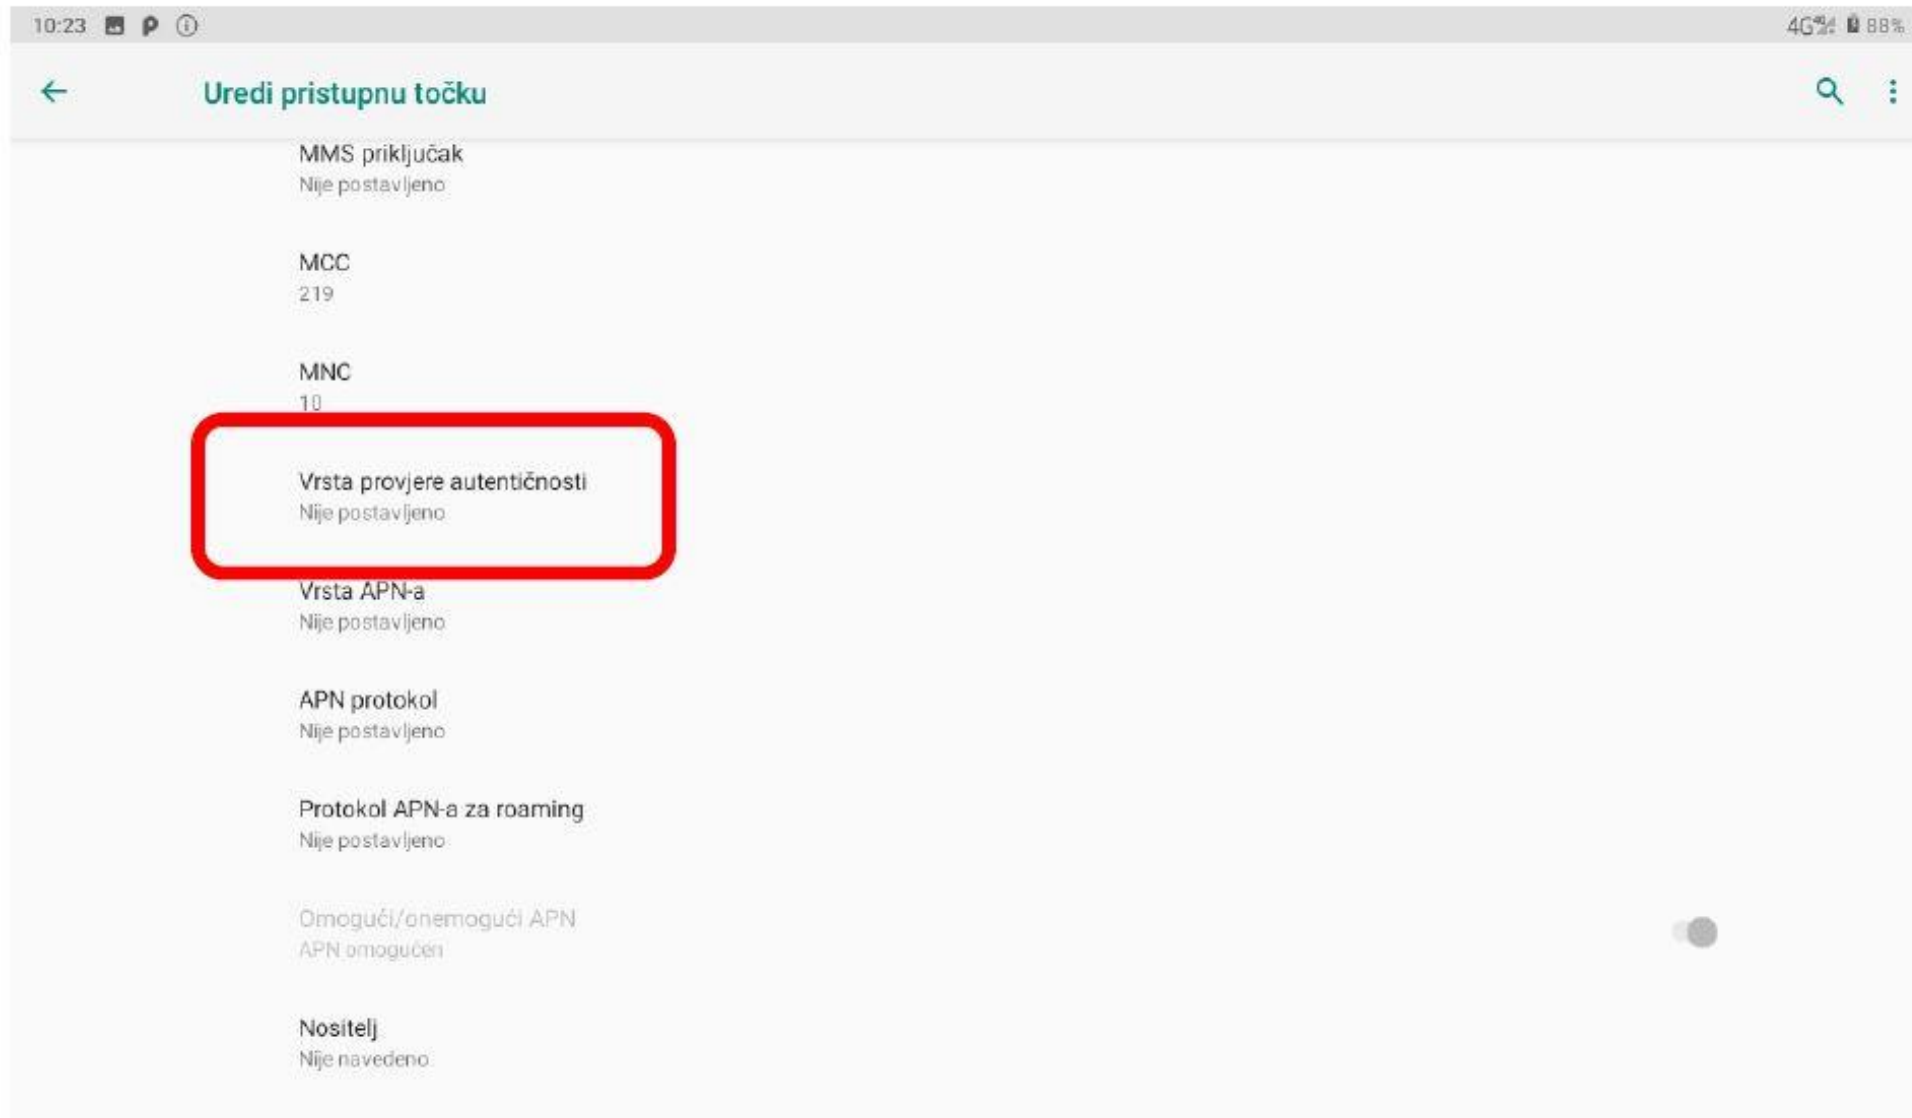 10:23
88%
Uredi pristupnu točku
MMS priključak
Nije postavljeno
MCC
219
MNC
10
Vrsta provjere autentičnosti
Nije postavljeno
Vrsta APN-a
Nije postavljeno
APN protokol
Nije postavljeno
Protokol APN-a za roaming
Nije postavljeno
Omogući/onemogući APN
APN omogućen
Nositelj
Nije navedeno